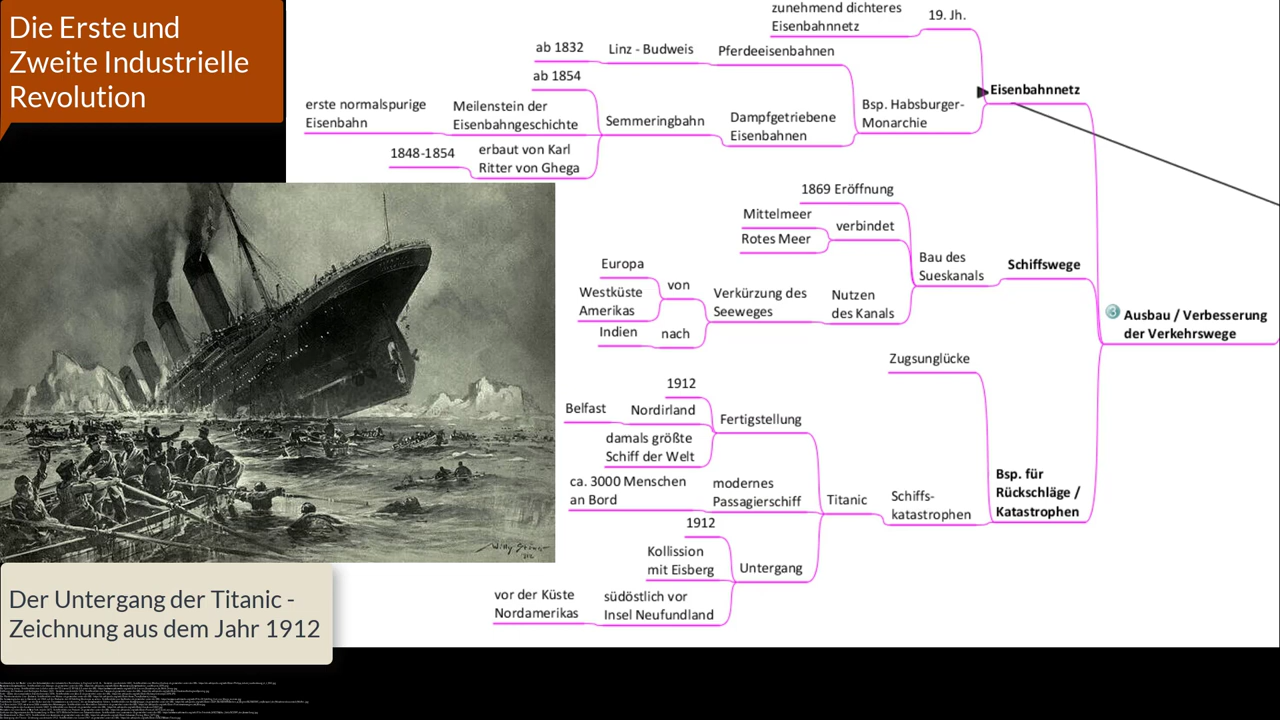 Die Erste und
Zweite Industrielle
Revolution
zunehmend dichteres
Eisenbahnnetz
19. Jh.
ab 1832
Linz - Budweis
Pferdeeisenbahnen
ab 1854
Eisenbahnnetz
erste normalspurige
Eisenbahn
Meilenstein der
Eisenbahngeschichte
Semmeringbahn
Dampfgetriebene
Eisenbahnen
Bsp. Habsburger-
Monarchie
1848-1854
erbaut von Karl
Ritter von Ghega
1869 Eröffnung
Mittelmeer
Rotes Meer
verbindet
Bau des
Sueskanals
Schiffswege
Europa
Westküste
Amerikas
von
Indien
nach
Verkürzung des
Seeweges
Nutzen
des Kanals
3
Ausbau / Verbesserung
der Verkehrswege
Zugsunglücke
1912
Belfast
Nordirland
damals größte
Schiff der Welt
Fertigstellung
ca. 3000 Menschen
an Bord
modernes
Passagierschiff
Titanic
Schiffs-
katastrophen
Bsp. für
Rückschläge /
Katastrophen
1912
Kollission
mit Eisberg
Untergang
vor der Küste
Nordamerikas
südöstlich vor
Insel Neufundland
Willy Stöwer
Der Untergang der Titanic -
Zeichnung aus dem Jahr 1912